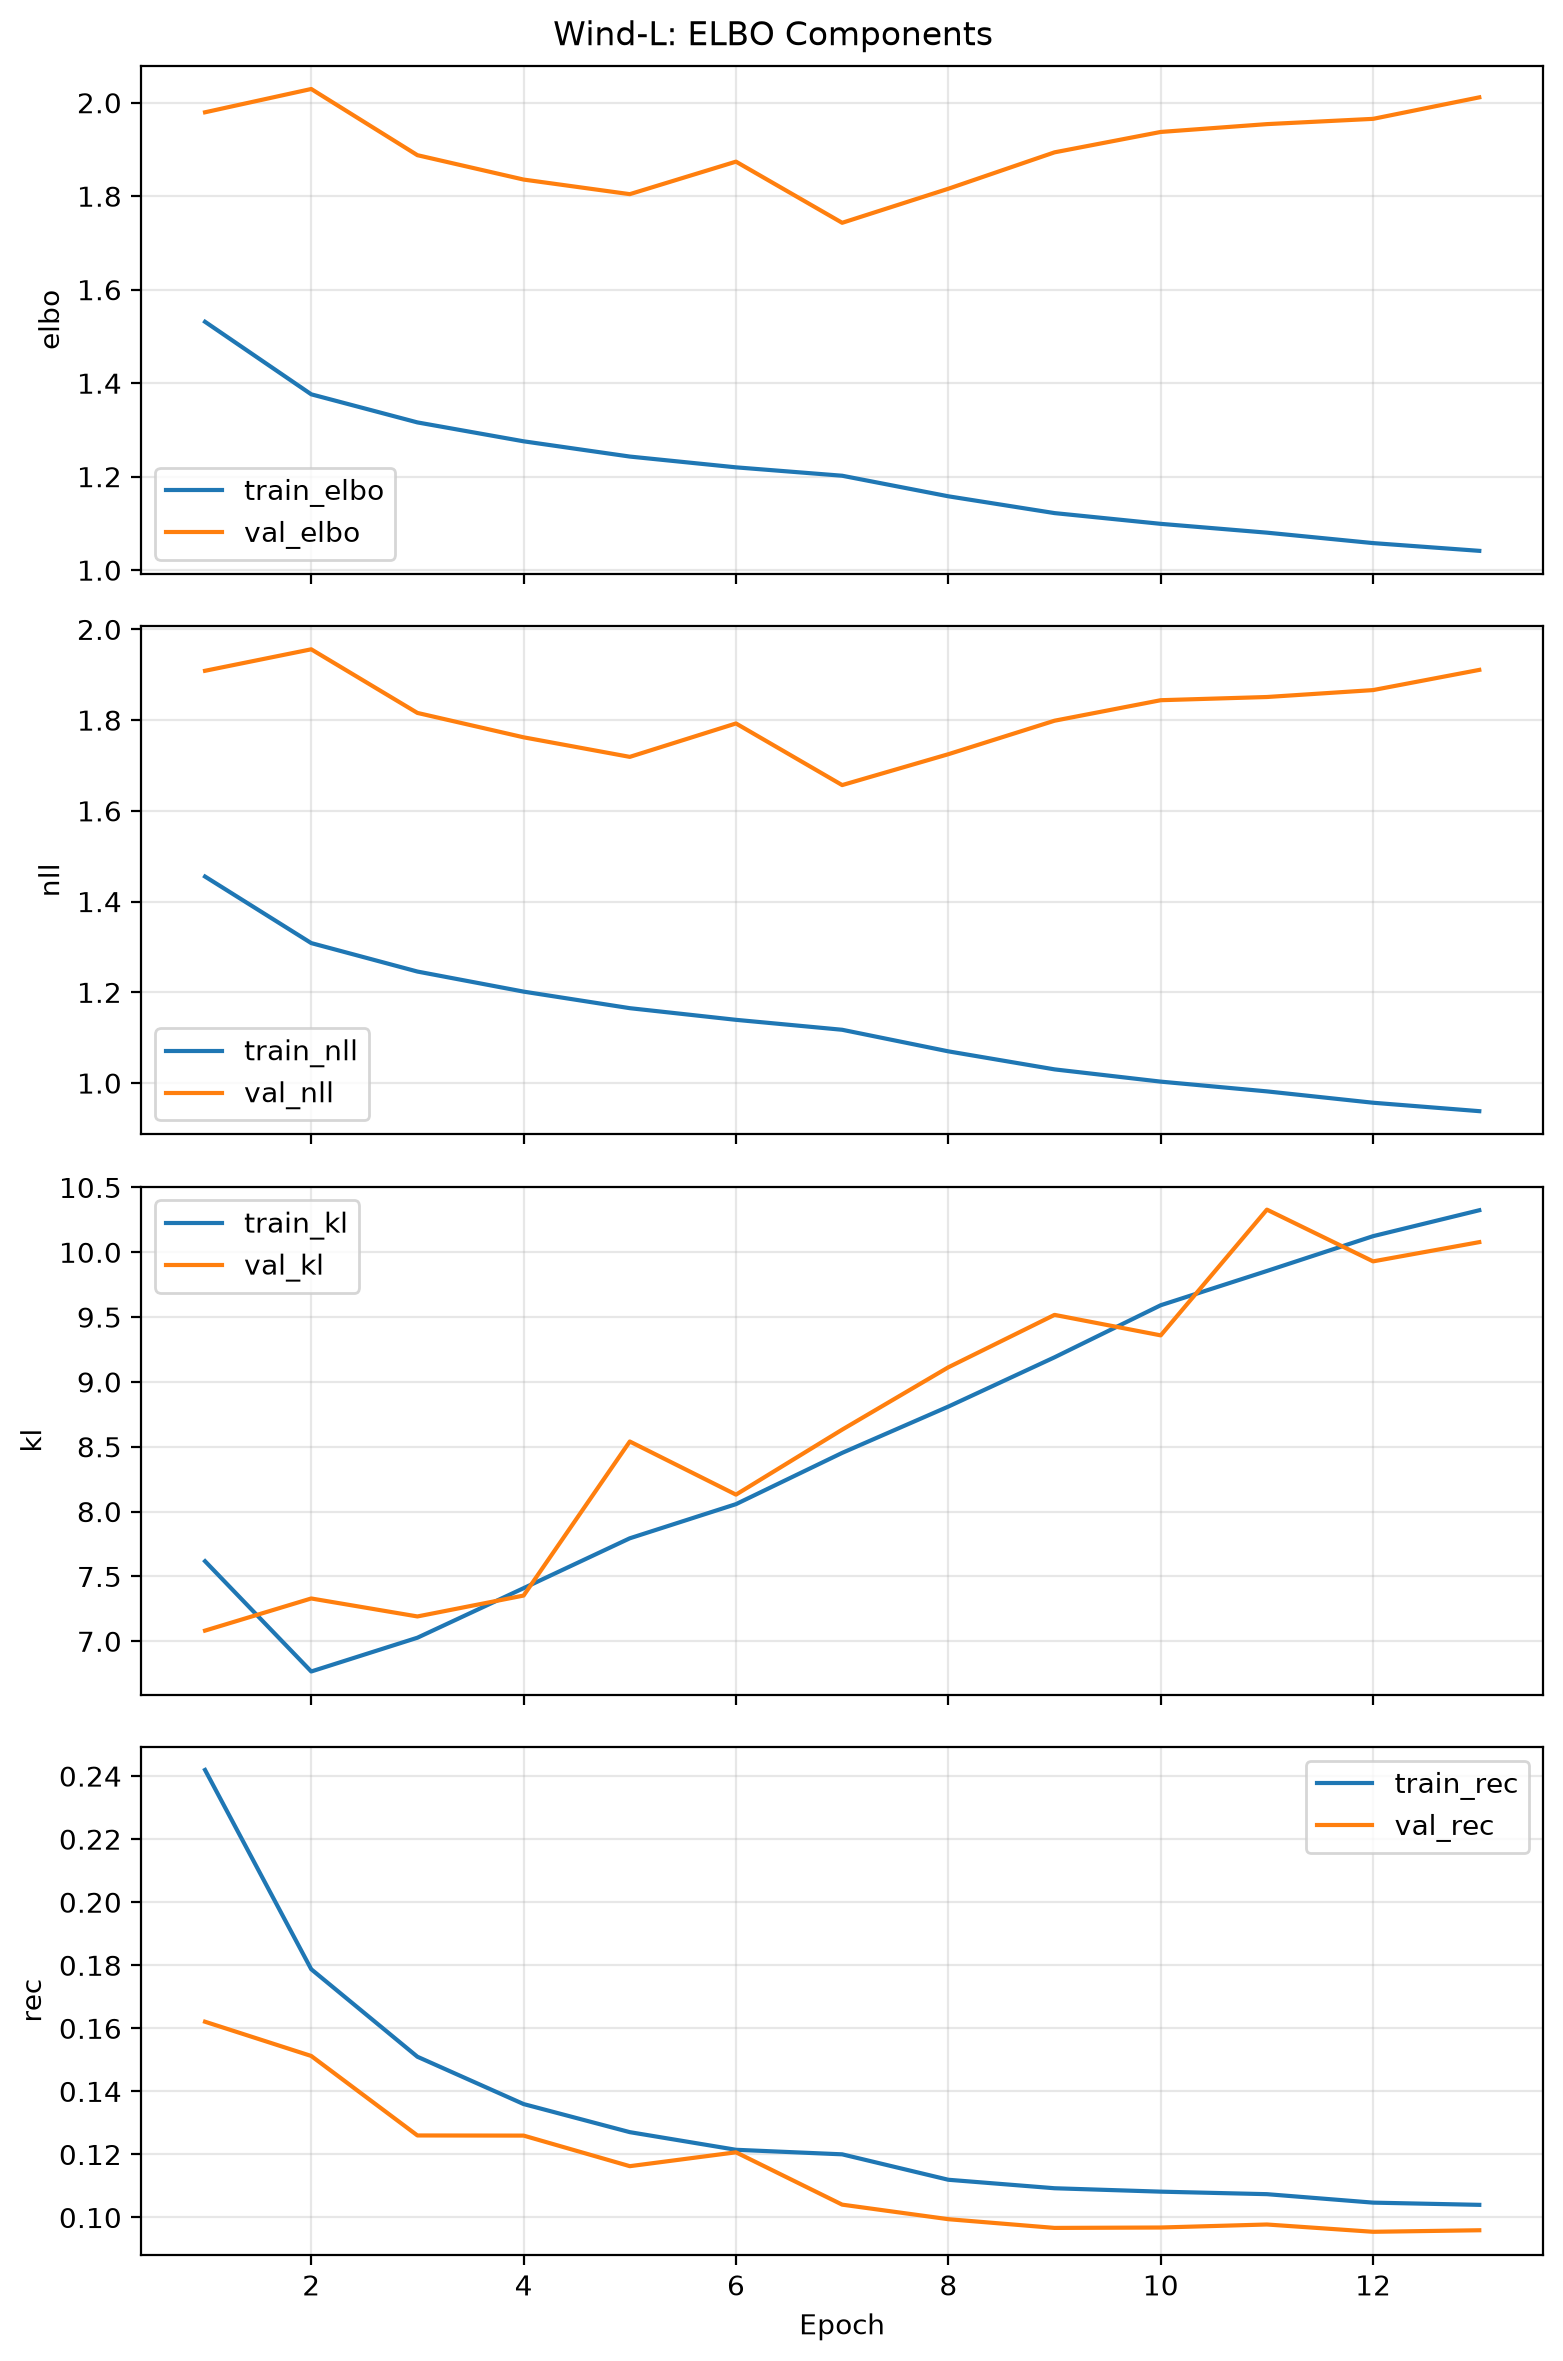 Wind-L: ELBO Components
2.0
1.8
1.6
1.4
1.2
1.0
elbo
train_elbo
val_elbo
2.0
1.8
1.6
1.4
1.2
1.0
nll
train_nll
val_nll
10.5
10.0
9.5
9.0
8.5
8.0
7.5
7.0
kl
train_kl
val_kl
0.24
0.22
0.20
0.18
0.16
0.14
0.12
0.10
rec
train_rec
val_rec
2 4 6 8 10 12
Epoch